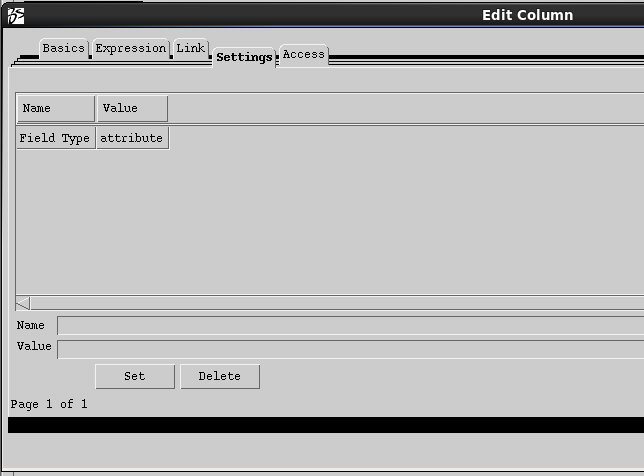 Edit Column
Basics Expression Link Settings Access
Name Value
Field Type attribute
Name
Value
Set Delete
Page 1 of 1